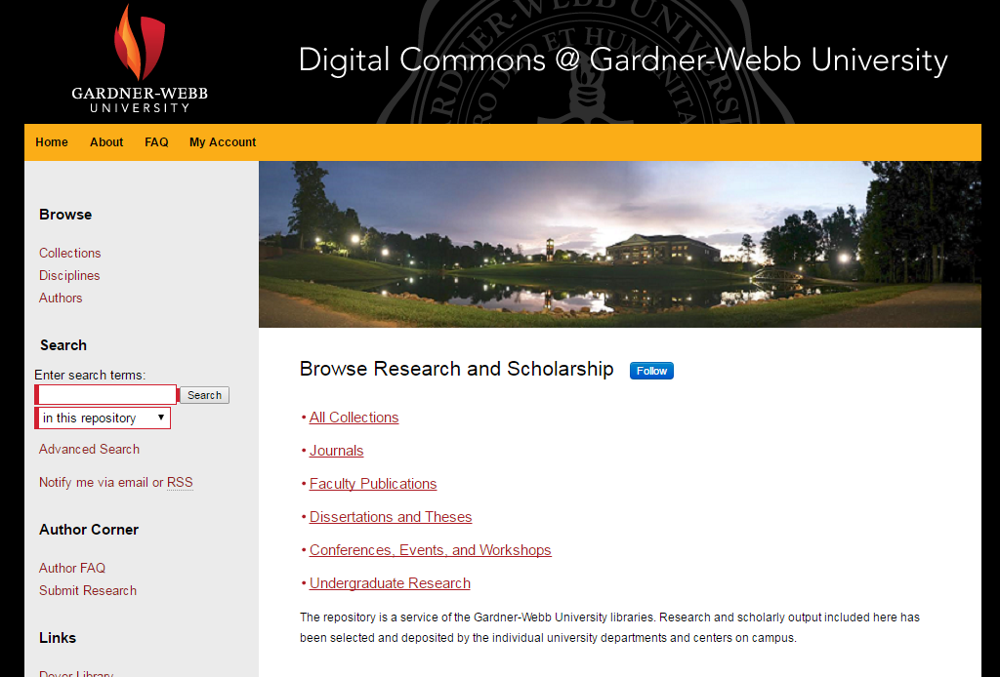 GARDNER-WEBB
UNIVERSITY
Digital Commons @ Gardner-Webb University
Home About FAQ My Account
Browse
Collections
Disciplines
Authors
Search
Enter search terms:
Search
in this repository
Advanced Search
Notify me via email or RSS
Author Corner
Author FAQ
Submit Research
Links
Dover Library
Browse Research and Scholarship Follow
• All Collections
• Journals
• Faculty Publications
• Dissertations and Theses
• Conferences, Events, and Workshops
• Undergraduate Research
The repository is a service of the Gardner-Webb University libraries. Research and scholarly output included here has
been selected and deposited by the individual university departments and centers on campus.